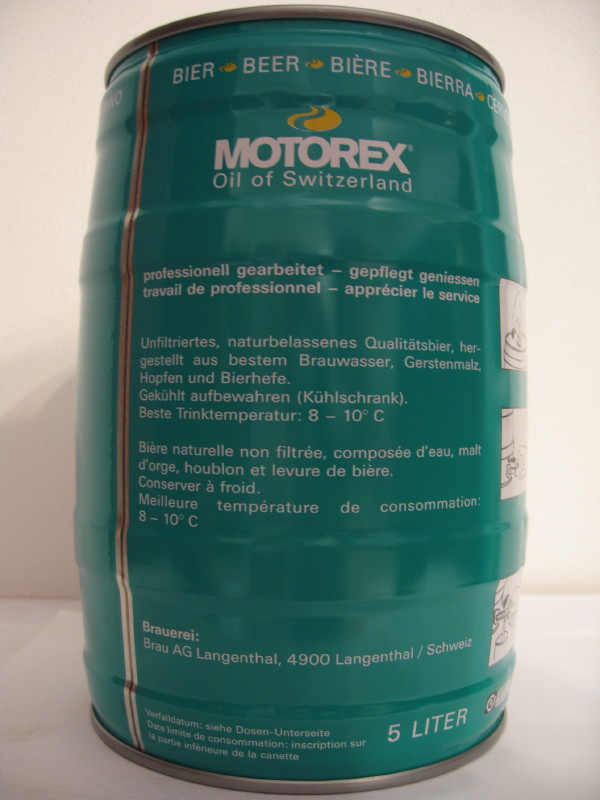 BIER BEER BIÈRE BIERRA
MOTOREX®
Oil of Switzerland
professionell gearbeitet – gepflegt geniessen
travail de professionnel – apprécier le service
Unfiltriertes, naturbelassenes Qualitätsbier, her-
gestellt aus bestem Brauwasser, Gerstenmalz,
Hopfen und Bierhefe.
Gekühlt aufbewahren (Kühlschrank).
Beste Trinktemperatur: 8 – 10° C
Bière naturelle non filtrée, composée d'eau, malt
d'orge, houblon et levure de bière.
Conserver à froid.
Meilleure température de consommation:
8 – 10° C
Brauerei:
Brau AG Langenthal, 4900 Langenthal / Schweiz
Verfalldatum: siehe Dosen-Unterseite
Date limite de consommation: inscription sur
la partie inférieure de la canette
5 LITER